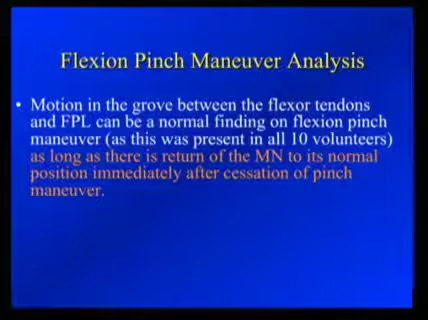 Flexion Pinch Maneuver Analysis
• Motion in the grove between the flexor tendons
and FPL can be a normal finding on flexion pinch
maneuver (as this was present in all 10 volunteers)
as long as there is return of the MN to its normal
position immediately after cessation of pinch
maneuver.